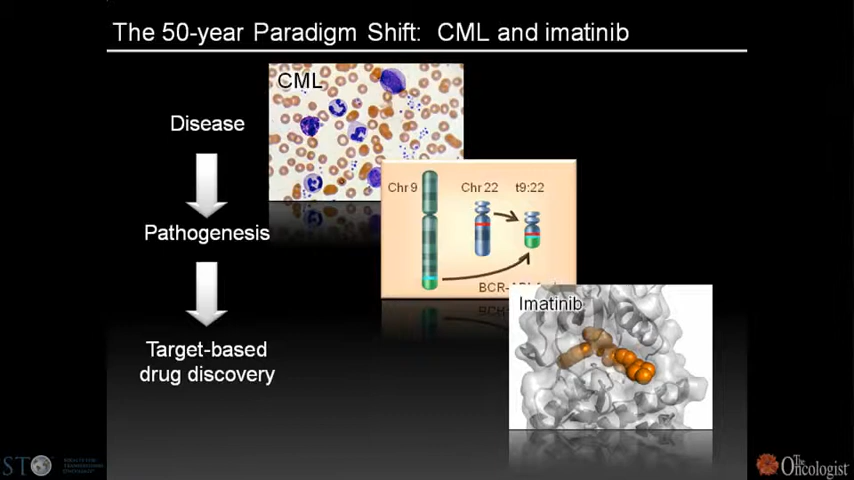 The 50-year Paradigm Shift: CML and imatinib
CML
Disease
Chr 9
Chr 22
t9:22
Pathogenesis
Imatinib
Target-based
drug discovery
The
Oncologist